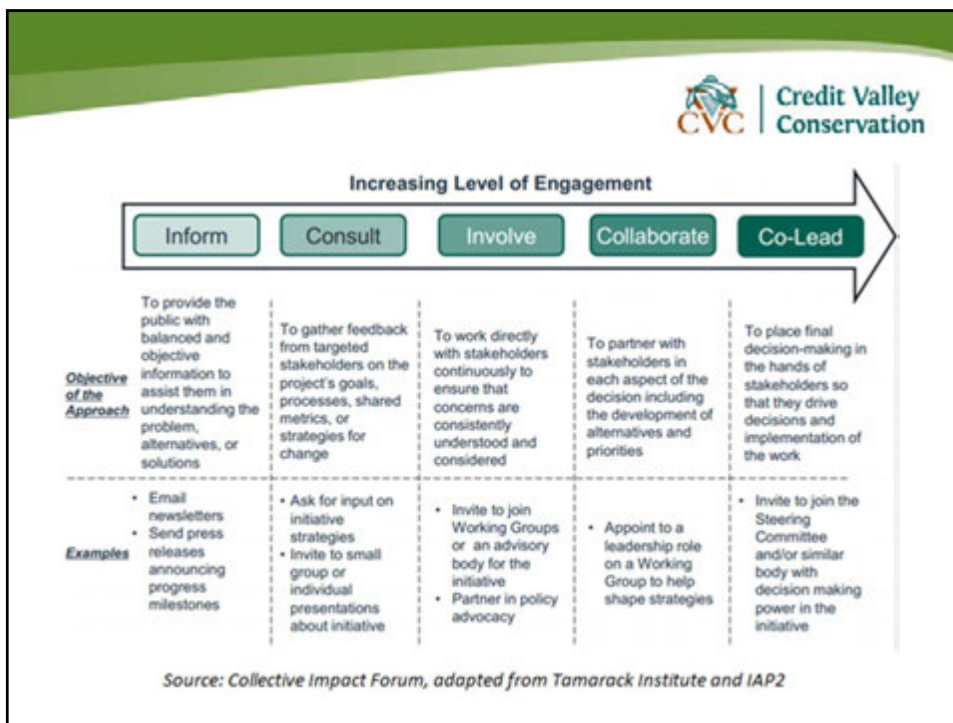 CVC
Credit Valley
Conservation
Increasing Level of Engagement
Inform
Consult
Involve
Collaborate
Co-Lead
Objective
of the
Approach
To provide the
public with
balanced and
objective
information to
assist them in
understanding the
problem,
alternatives, or
solutions
To gather feedback
from targeted
stakeholders on the
project's goals,
processes, shared
metrics, or
strategies for
change
To work directly
with stakeholders
continuously to
ensure that
concerns are
consistently
understood and
considered
To partner with
stakeholders in
each aspect of the
decision including
the development of
alternatives and
priorities
To place final
decision-making in
the hands of
stakeholders so
that they drive
decisions and
implementation of
the work
Examples
• Email
newsletters
• Send press
releases
announcing
progress
milestones
• Ask for input on
initiative
strategies
• Invite to small
group or
individual
presentations
about initiative
• Invite to join
Working Groups
or an advisory
body for the
initiative
• Partner in policy
advocacy
• Appoint to a
leadership role
on a Working
Group to help
shape strategies
• Invite to join the
Steering
Committee
and/or similar
body with
decision making
power in the
initiative
Source: Collective Impact Forum, adapted from Tamarack Institute and IAP2